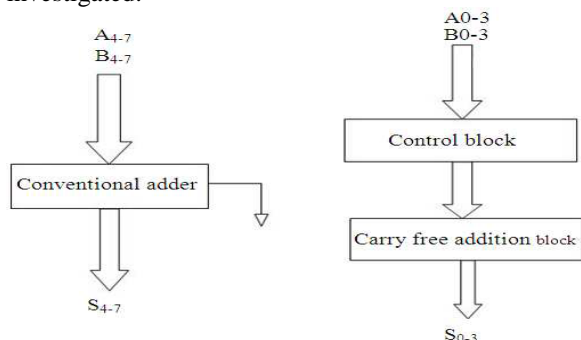 investigated.
A4-7
B4-7
Conventional adder
S4-7
A0-3
B0-3
Control block
Carry free addition block
S0-3